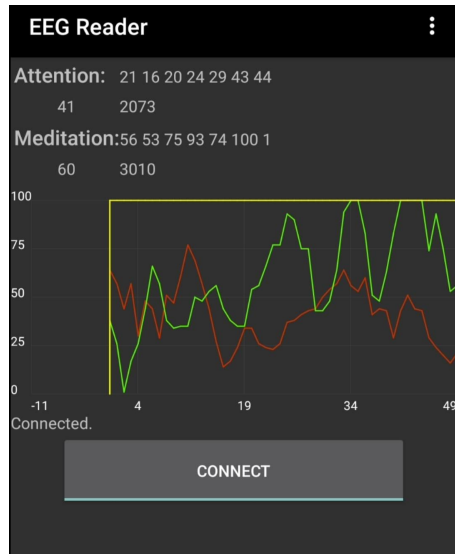 EEG Reader
Attention: 21 16 20 24 29 43 44
41 2073
Meditation:56 53 75 93 74 100 1
60 3010
100
75
50
25
0
-11 4 19 34 49
Connected.
CONNECT